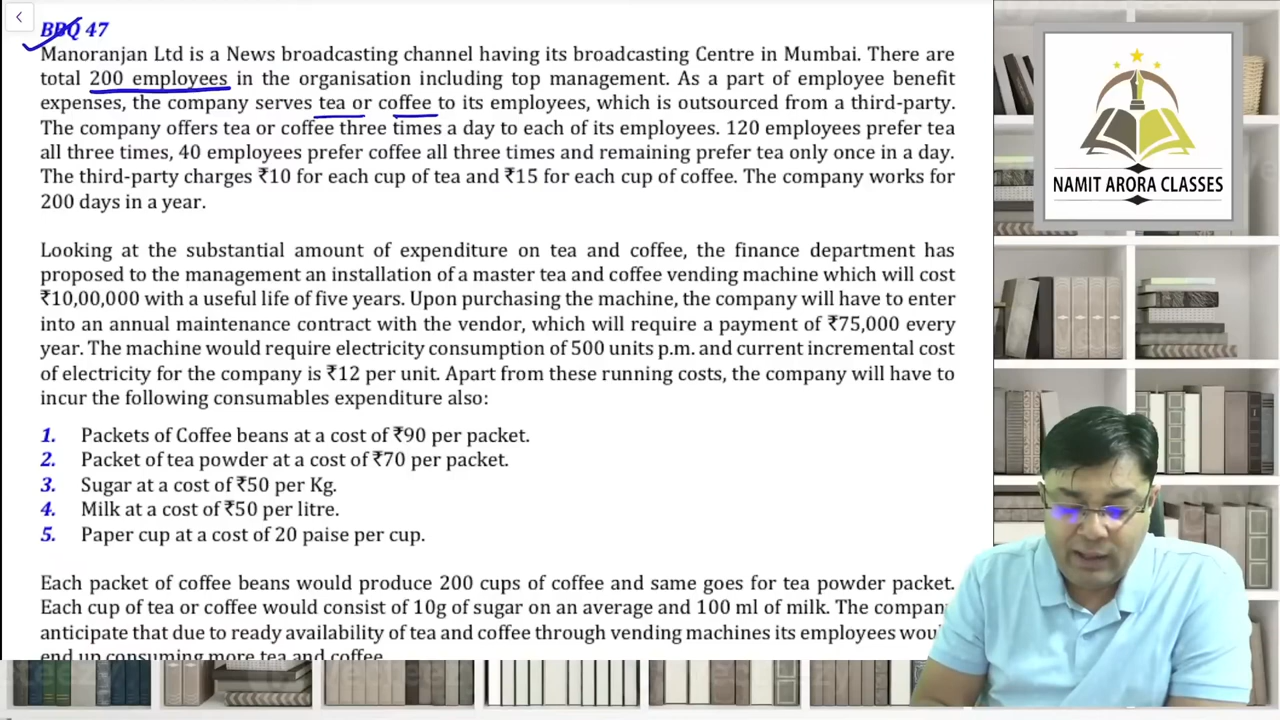 BBQ 47
Manoranjan Ltd is a News broadcasting channel having its broadcasting Centre in Mumbai. There are
total 200 employees in the organisation including top management. As a part of employee benefit
expenses, the company serves tea or coffee to its employees, which is outsourced from a third-party.
The company offers tea or coffee three times a day to each of its employees. 120 employees prefer tea
all three times, 40 employees prefer coffee all three times and remaining prefer tea only once in a day.
The third-party charges ₹10 for each cup of tea and ₹15 for each cup of coffee. The company works for
200 days in a year.
Looking at the substantial amount of expenditure on tea and coffee, the finance department has
proposed to the management an installation of a master tea and coffee vending machine which will cost
₹10,00,000 with a useful life of five years. Upon purchasing the machine, the company will have to enter
into an annual maintenance contract with the vendor, which will require a payment of ₹75,000 every
year. The machine would require electricity consumption of 500 units p.m. and current incremental cost
of electricity for the company is ₹12 per unit. Apart from these running costs, the company will have to
incur the following consumables expenditure also:
1. Packets of Coffee beans at a cost of ₹90 per packet.
2. Packet of tea powder at a cost of ₹70 per packet.
3. Sugar at a cost of ₹50 per Kg.
4. Milk at a cost of ₹50 per litre.
5. Paper cup at a cost of 20 paise per cup.
Each packet of coffee beans would produce 200 cups of coffee and same goes for tea powder packet.
Each cup of tea or coffee would consist of 10g of sugar on an average and 100 ml of milk. The compan
anticipate that due to ready availability of tea and coffee through vending machines its employees wou
end up consuming more tea and coffee.
NAMIT ARORA CLASSES